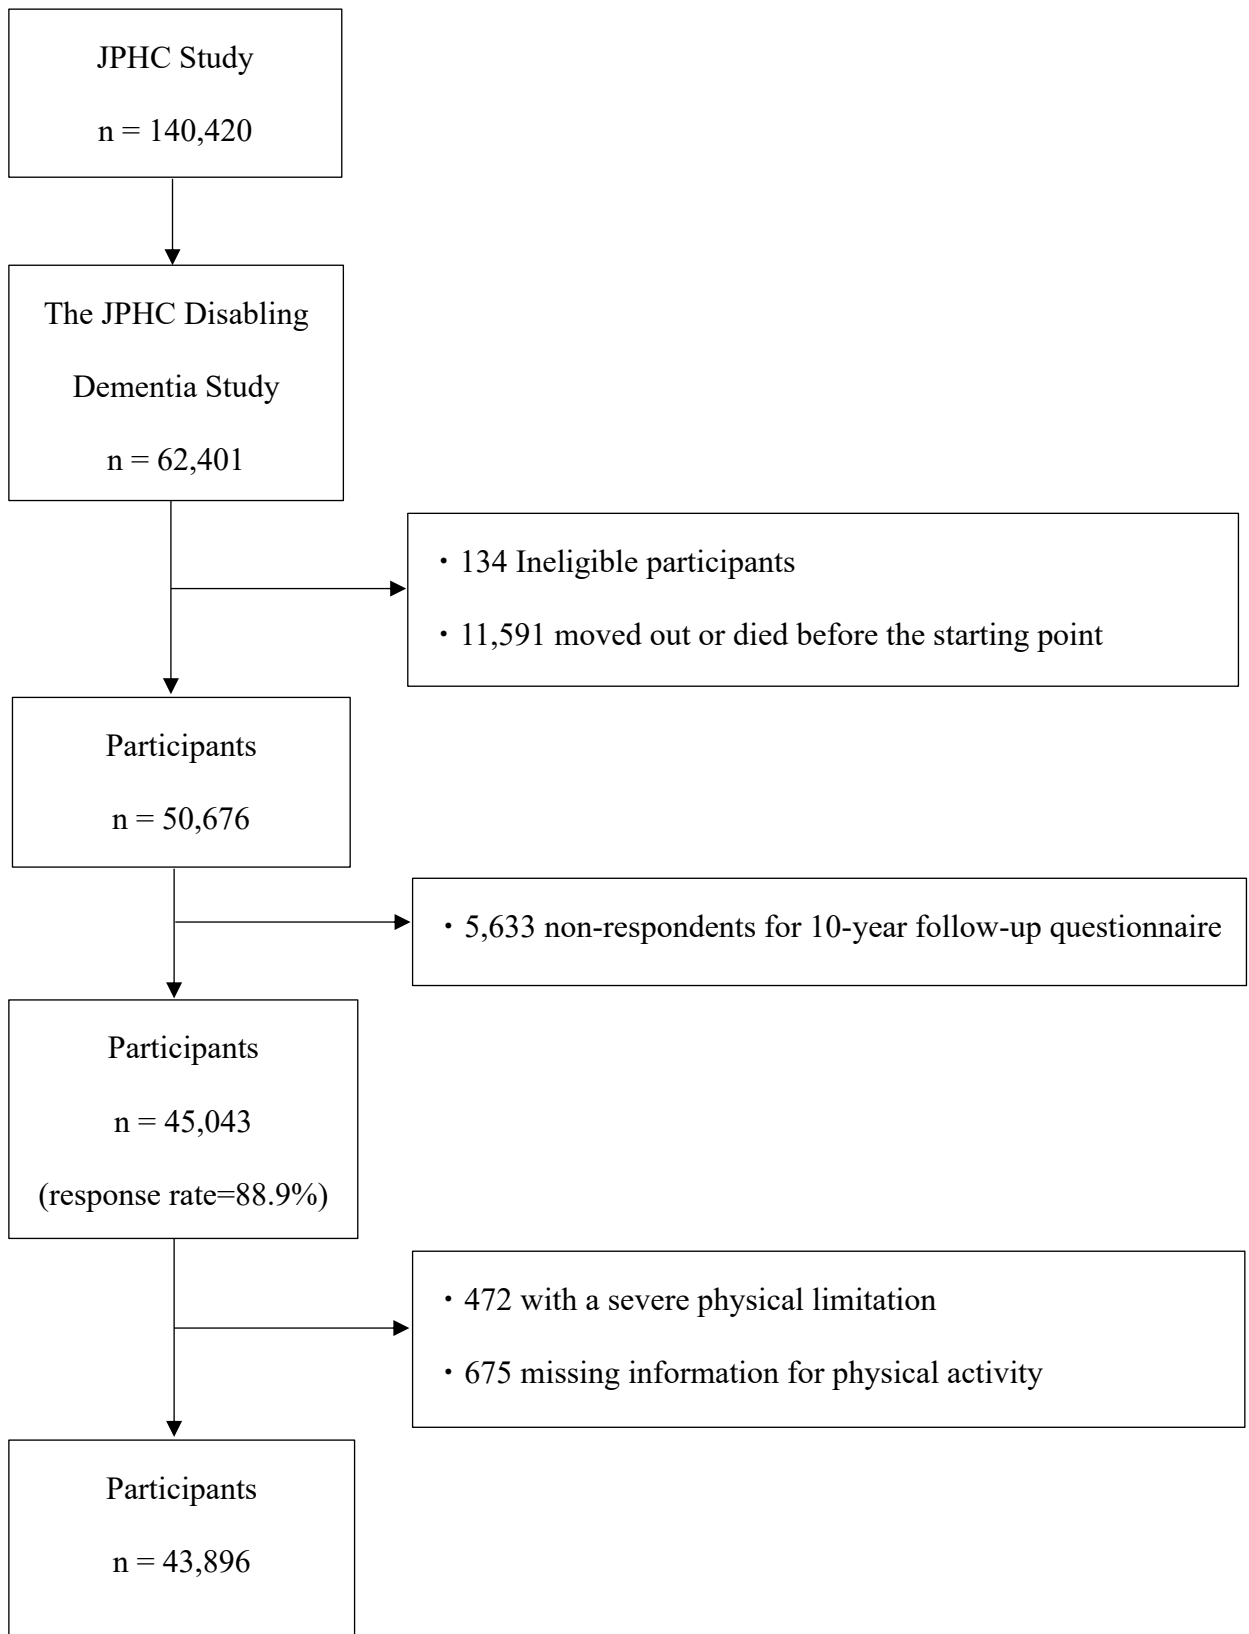 JPHC Study
n = 140,420
The JPHC Disabling
Dementia Study
n = 62,401
・134 Ineligible participants
・11,591 moved out or died before the starting point
Participants
n = 50,676
・5,633 non-respondents for 10-year follow-up questionnaire
Participants
n = 45,043
(response rate=88.9%)
・472 with a severe physical limitation
・675 missing information for physical activity
Participants
n = 43,896